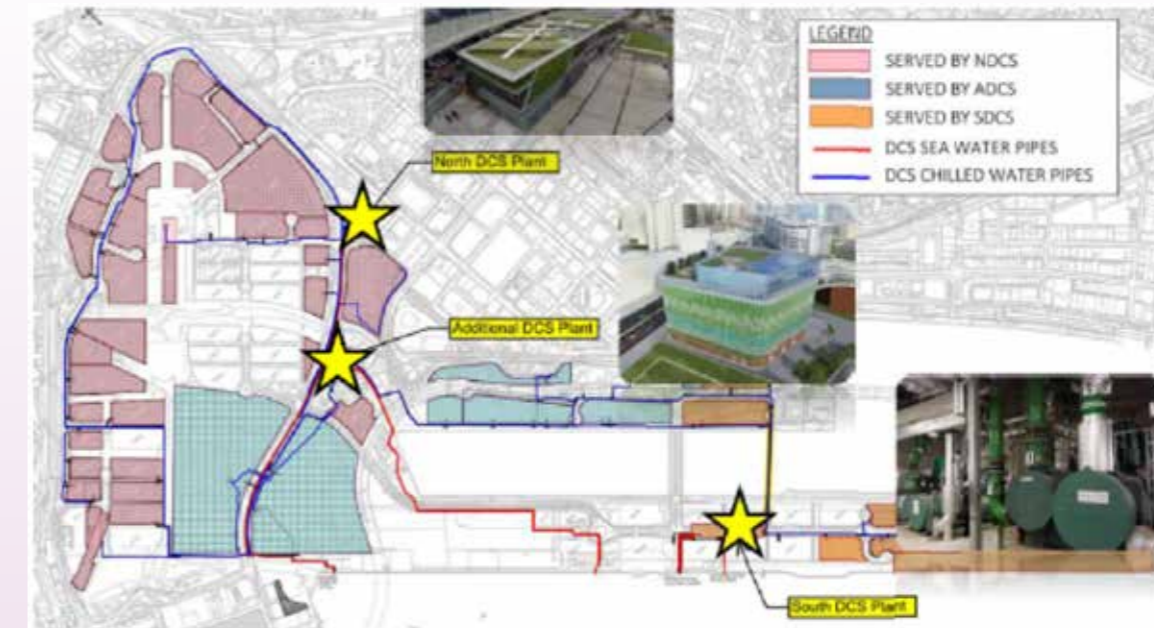 LEGEND
SERVED BY NDCS
SERVED BY ADCS
SERVED BY SDCS
DCS SEA WATER PIPES
DCS CHILLED WATER PIPES
North DCS Plant
Additional DCS Plant
South DCS Plant